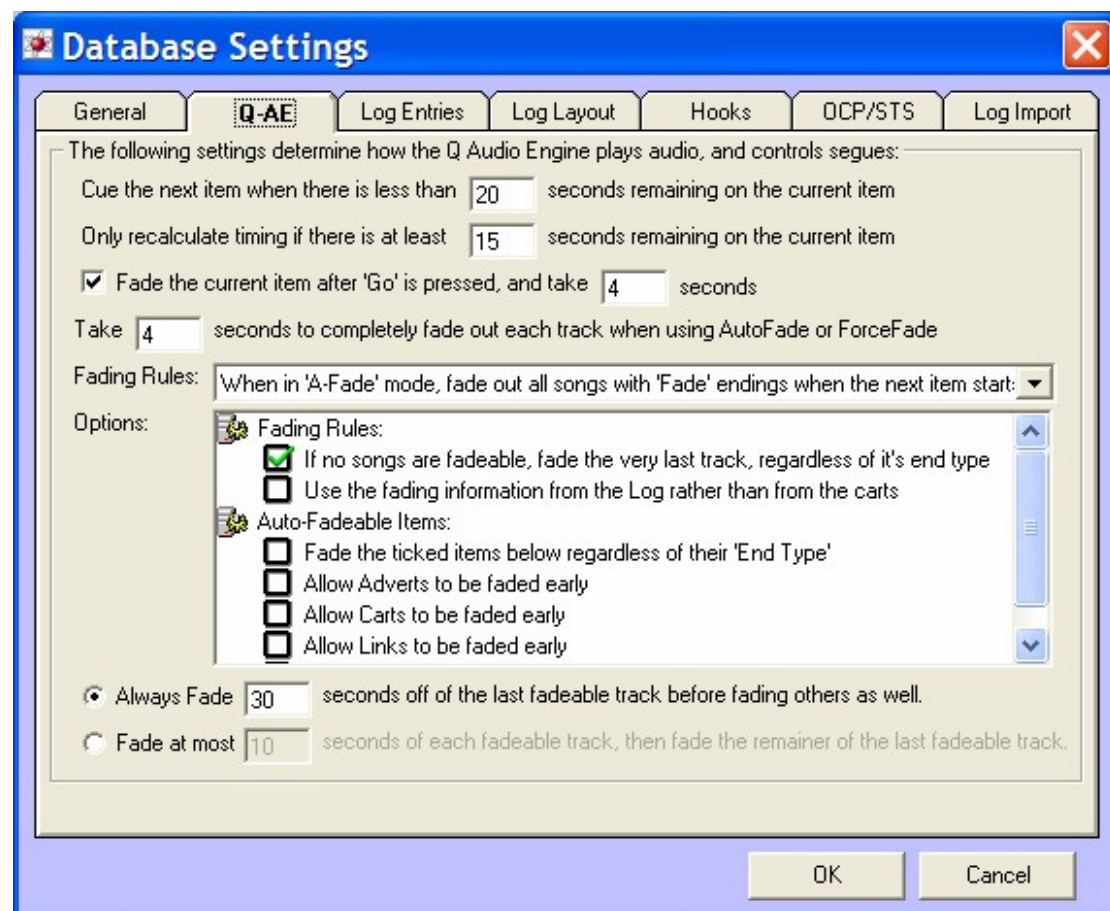 Database Settings
General Q-AE Log Entries Log Layout Hooks OCP/STS Log Import
The following settings determine how the Q Audio Engine plays audio, and controls segues:
Cue the next item when there is less than 20 seconds remaining on the current item
Only recalculate timing if there is at least 15 seconds remaining on the current item
Fade the current item after 'Go' is pressed, and take 4 seconds
Take 4 seconds to completely fade out each track when using AutoFade or ForceFade
Fading Rules: When in 'A-Fade' mode, fade out all songs with 'Fade' endings when the next item start
Options: Fading Rules:
If no songs are fadeable, fade the very last track, regardless of it's end type
Use the fading information from the Log rather than from the carts
Auto-Fadeable Items:
Fade the ticked items below regardless of their 'End Type'
Allow Adverts to be faded early
Allow Carts to be faded early
Allow Links to be faded early
Always Fade 30 seconds off of the last fadeable track before fading others as well.
Fade at most 10 seconds of each fadeable track, then fade the remainer of the last fadeable track.
OK Cancel